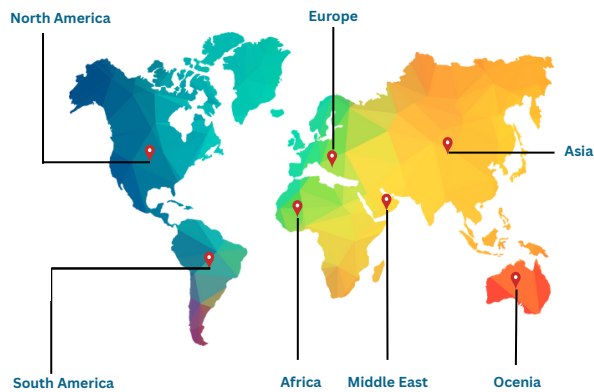 Europe
North America
Asia
South America
Africa
Middle East
Ocenia